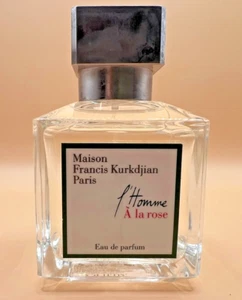 Maison
Francis Kurkdjian
Paris
l'Homme
À la rose
Eau de parfum